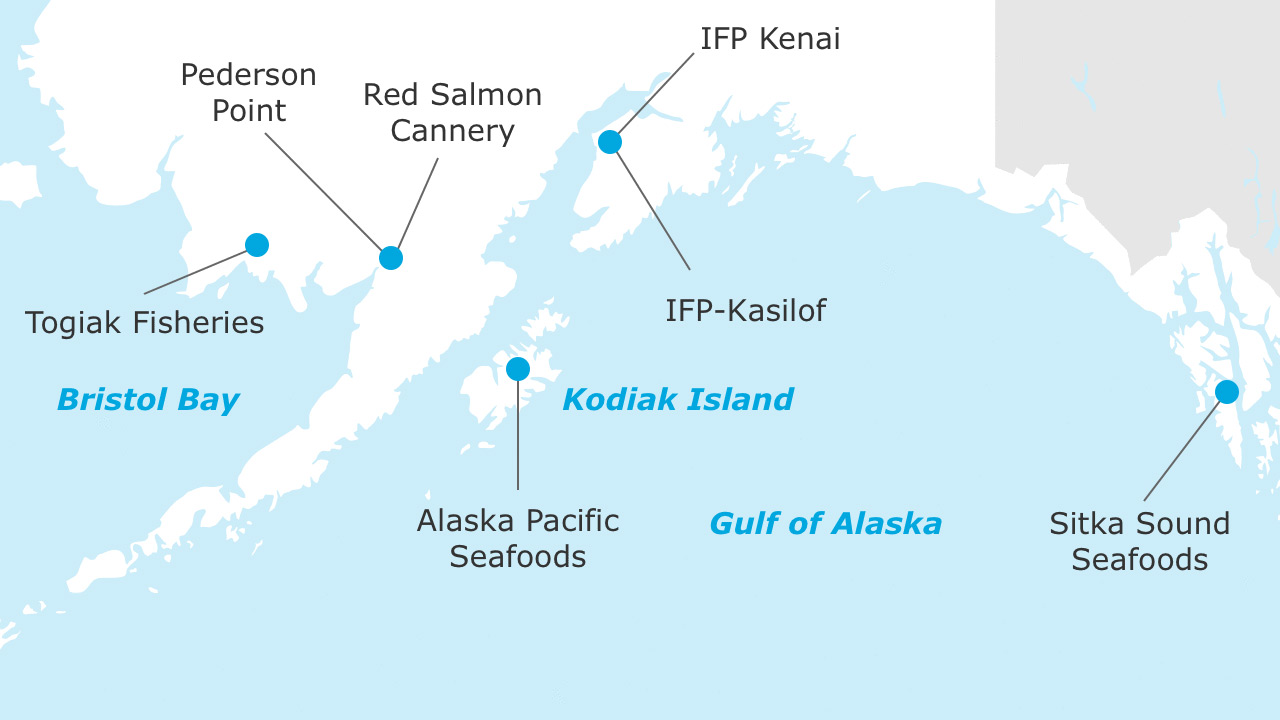 IFP Kenai
Pederson
Point
Red Salmon
Cannery
IFP-Kasilof
Togiak Fisheries
Bristol Bay
Kodiak Island
Alaska Pacific
Seafoods
Gulf of Alaska
Sitka Sound
Seafoods